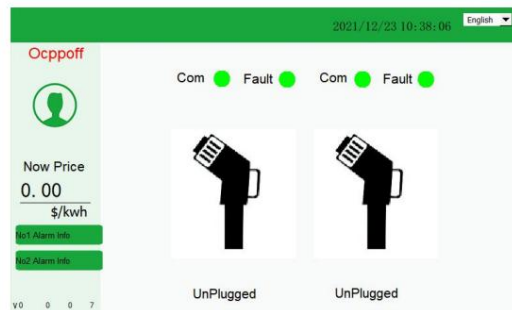 2021/12/23 10:38:06 English
Ocppoff
Com Fault Com Fault
Now Price
0.00
$/kwh
No1 Alarm Info
No2 Alarm Info
UnPlugged UnPlugged
V0 0 0 7